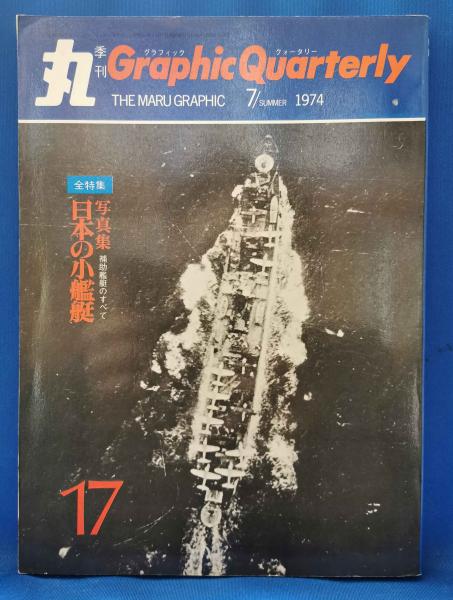 丸
季刊
グラフィック クォータリー
Graphic Quarterly
THE MARU GRAPHIC 7/SUMMER 1974
全特集
写真集
補助艦艇のすべて
日本の小艦艇
17